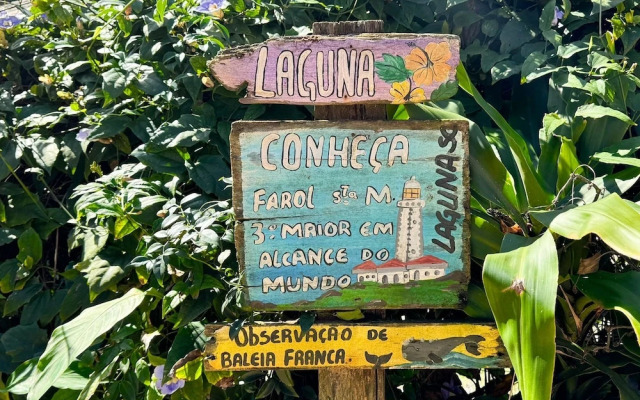 LAGUNA
CONHEÇA
FAROL Sta M.
3º MAIOR EM
ALCANCE DO
MUNDO
LAGUNA SC
OBSERVAÇÃO DE
BALEIA FRANCA.